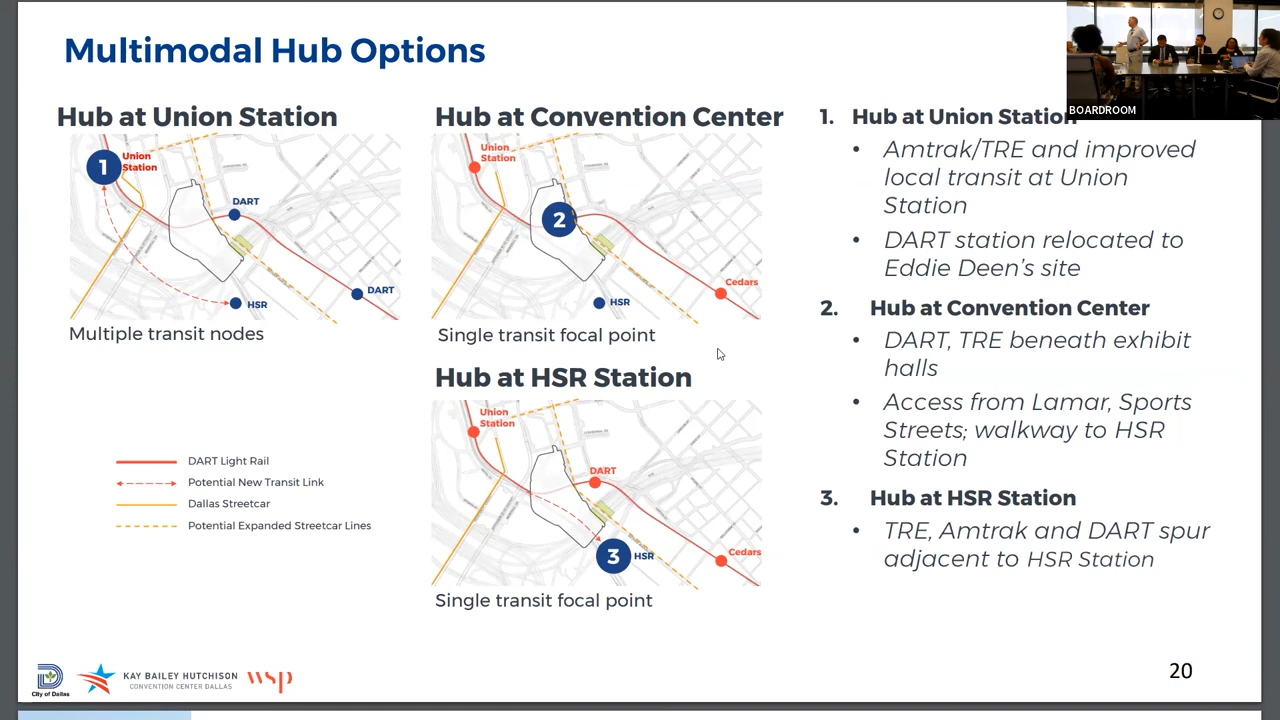 Multimodal Hub Options
BOARDROOM
Hub at Union Station
1
Union
Station
DART
DART
HSR
Multiple transit nodes
Hub at Convention Center
Union
Station
2
Cedars
HSR
Single transit focal point
Hub at HSR Station
Union
Station
DART
Cedars
3
HSR
Single transit focal point
DART Light Rail
Potential New Transit Link
Dallas Streetcar
Potential Expanded Streetcar Lines
1. Hub at Union Station
• Amtrak/TRE and improved
local transit at Union
Station
• DART station relocated to
Eddie Deen's site
2. Hub at Convention Center
• DART, TRE beneath exhibit
halls
• Access from Lamar, Sports
Streets; walkway to HSR
Station
3. Hub at HSR Station
• TRE, Amtrak and DART spur
adjacent to HSR Station
City of Dallas
KAY BAILEY HUTCHISON
CONVENTION CENTER DALLAS
wsp
20